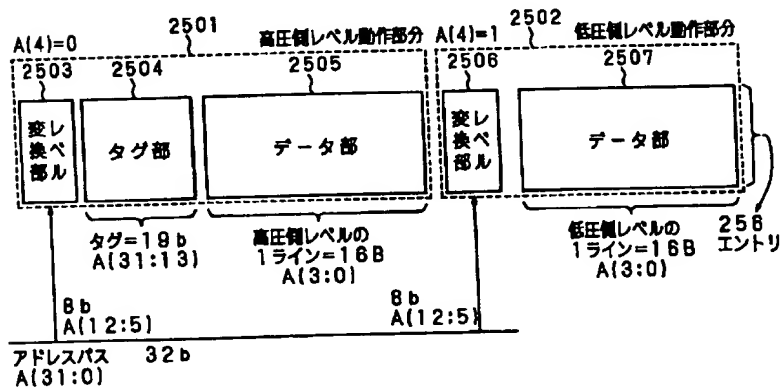 A(4)=0
2501
高圧側レベル動作部分
A(4)=1
2502
低圧側レベル動作部分
2503
2504
2505
2506
2507
レベル変換部
タグ部
データ部
レベル変換部
データ部
タグ=19b
A(31:13)
高圧側レベルの
1ライン=16B
A(3:0)
低圧側レベルの
1ライン=16B
A(3:0)
256
エントリ
8b
A(12:5)
8b
A(12:5)
アドレスバス 32b
A(31:0)